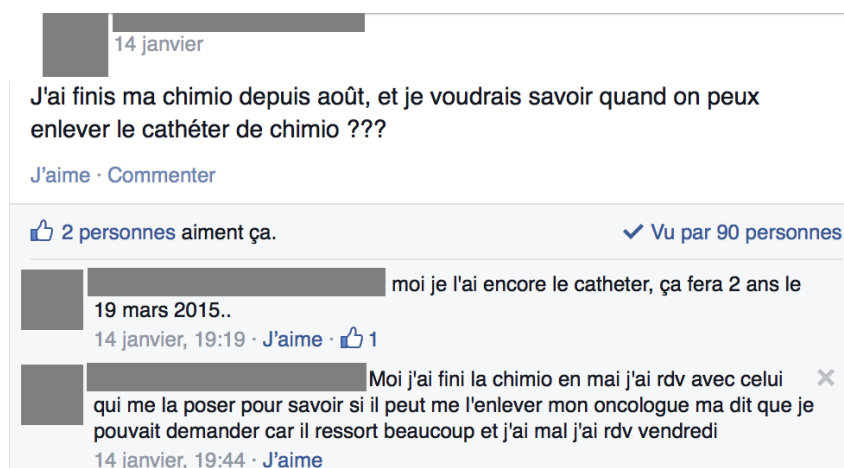 14 janvier
J'ai finis ma chimio depuis août, et je voudrais savoir quand on peux
enlever le cathéter de chimio ???
J'aime · Commenter
2 personnes aiment ça.
Vu par 90 personnes
moi je l'ai encore le catheter, ça fera 2 ans le
19 mars 2015..
14 janvier, 19:19 · J'aime · 1
Moi j'ai fini la chimio en mai j'ai rdv avec celui
qui me la poser pour savoir si il peut me l'enlever mon oncologue ma dit que je
pouvait demander car il ressort beaucoup et j'ai mal j'ai rdv vendredi
14 janvier, 19:44 · J'aime